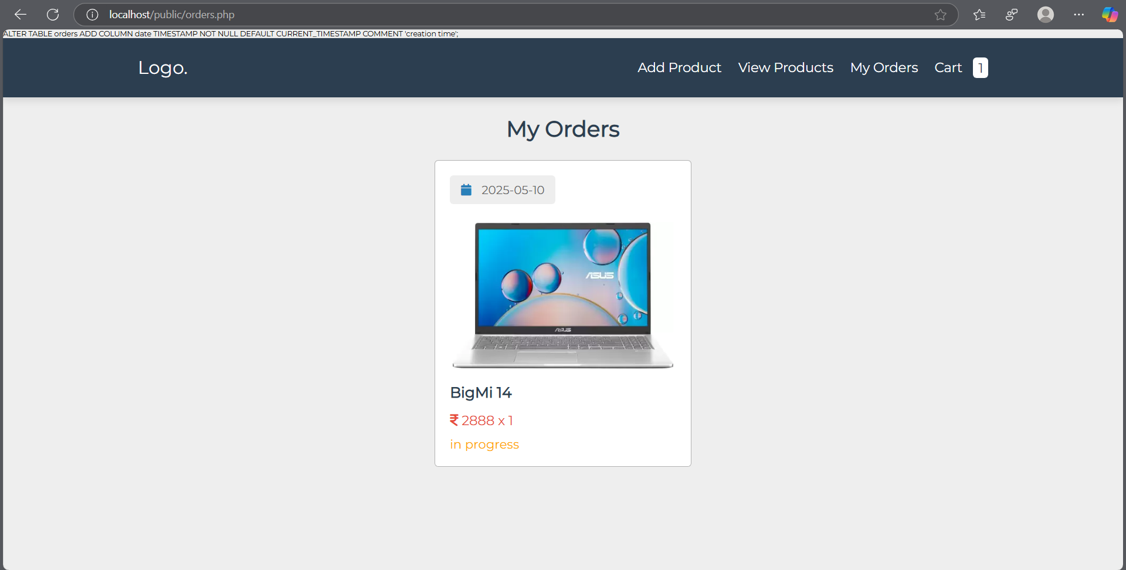 localhost/public/orders.php
ALTER TABLE orders ADD COLUMN date TIMESTAMP NOT NULL DEFAULT CURRENT_TIMESTAMP COMMENT 'creation time';
Logo. Add Product View Products My Orders Cart 1
My Orders
2025-05-10
ASUS
ASUS
BigMi 14
₹ 2888 x 1
in progress